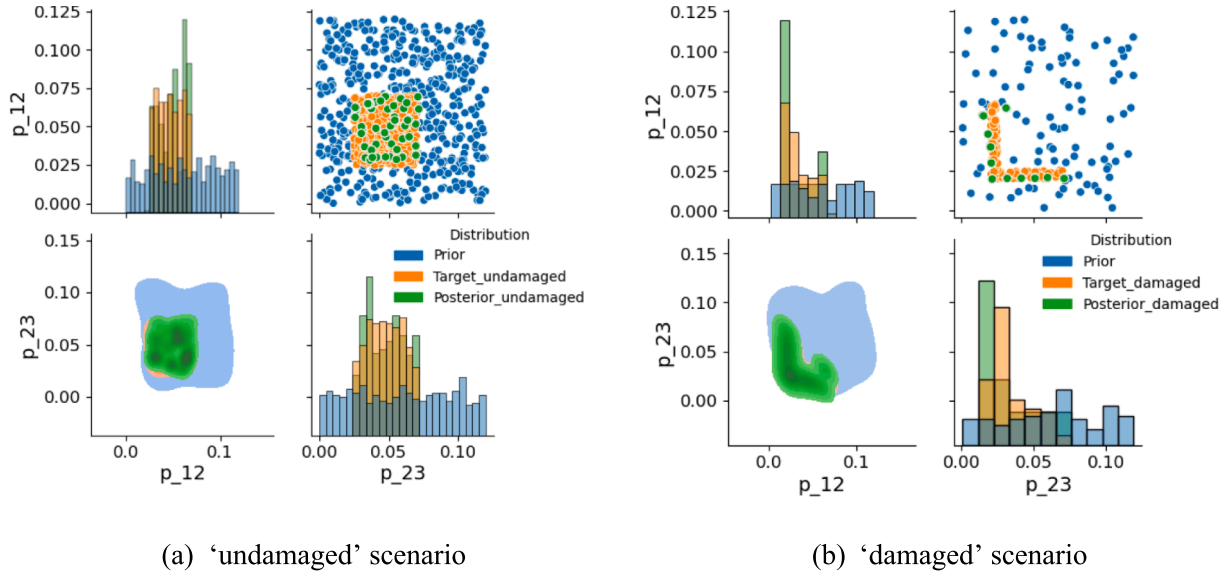 0.125
0.100
0.075
0.050
0.025
0.000
p_12
0.15
0.10
0.05
0.00
p_23
0.0 0.1
p_12
0.00 0.05 0.10
p_23
Distribution
Prior
Target_undamaged
Posterior_undamaged
(a) ‘undamaged’ scenario
0.125
0.100
0.075
0.050
0.025
0.000
p_12
0.15
0.10
0.05
0.00
p_23
0.0 0.1
p_12
0.00 0.05 0.10
p_23
Distribution
Prior
Target_damaged
Posterior_damaged
(b) ‘damaged’ scenario